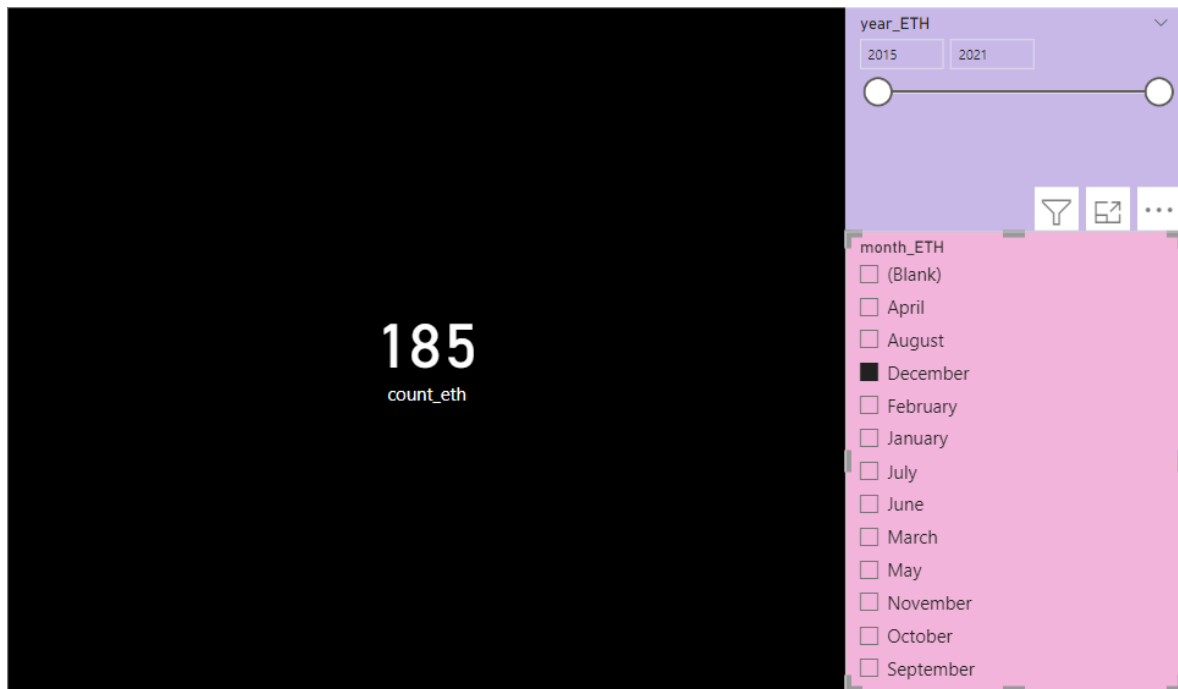 185
count_eth
year_ETH
2015 2021
month_ETH
(Blank)
April
August
December
February
January
July
June
March
May
November
October
September